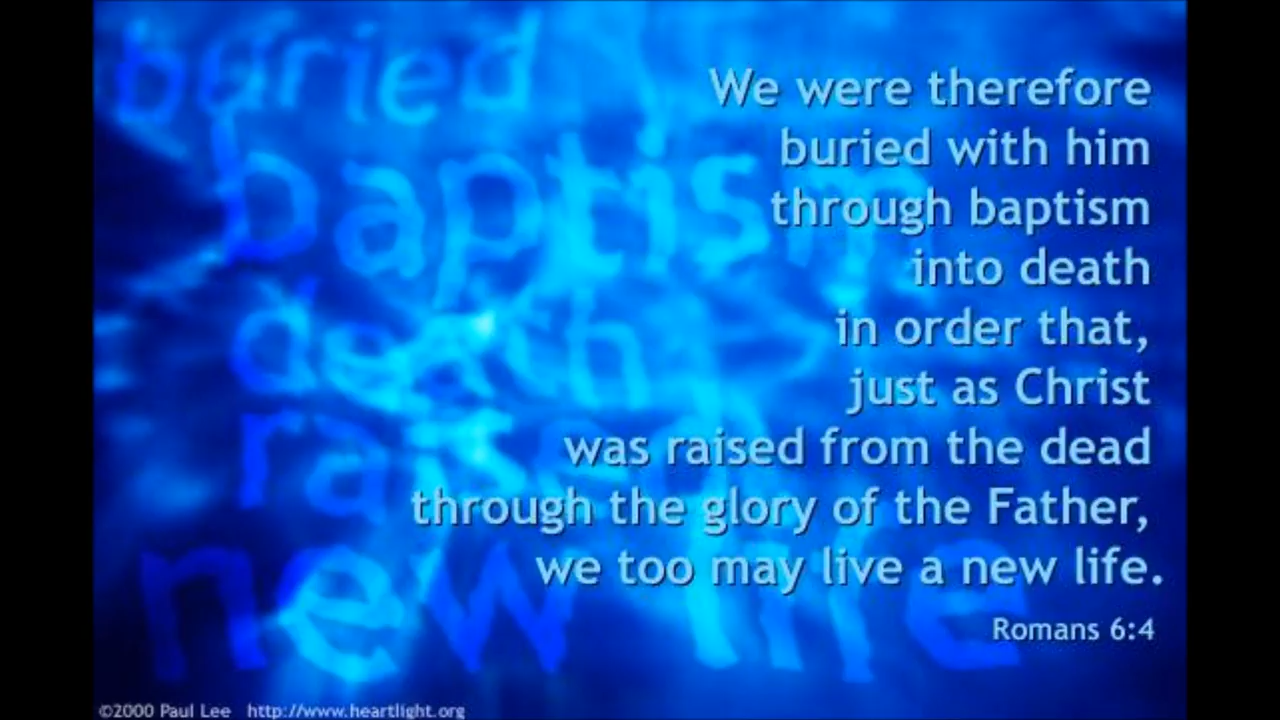 buried
baptism
death
raised
new life
We were therefore
buried with him
through baptism
into death
in order that,
just as Christ
was raised from the dead
through the glory of the Father,
we too may live a new life.
Romans 6:4
©2000 Paul Lee http://www.heartlight.org